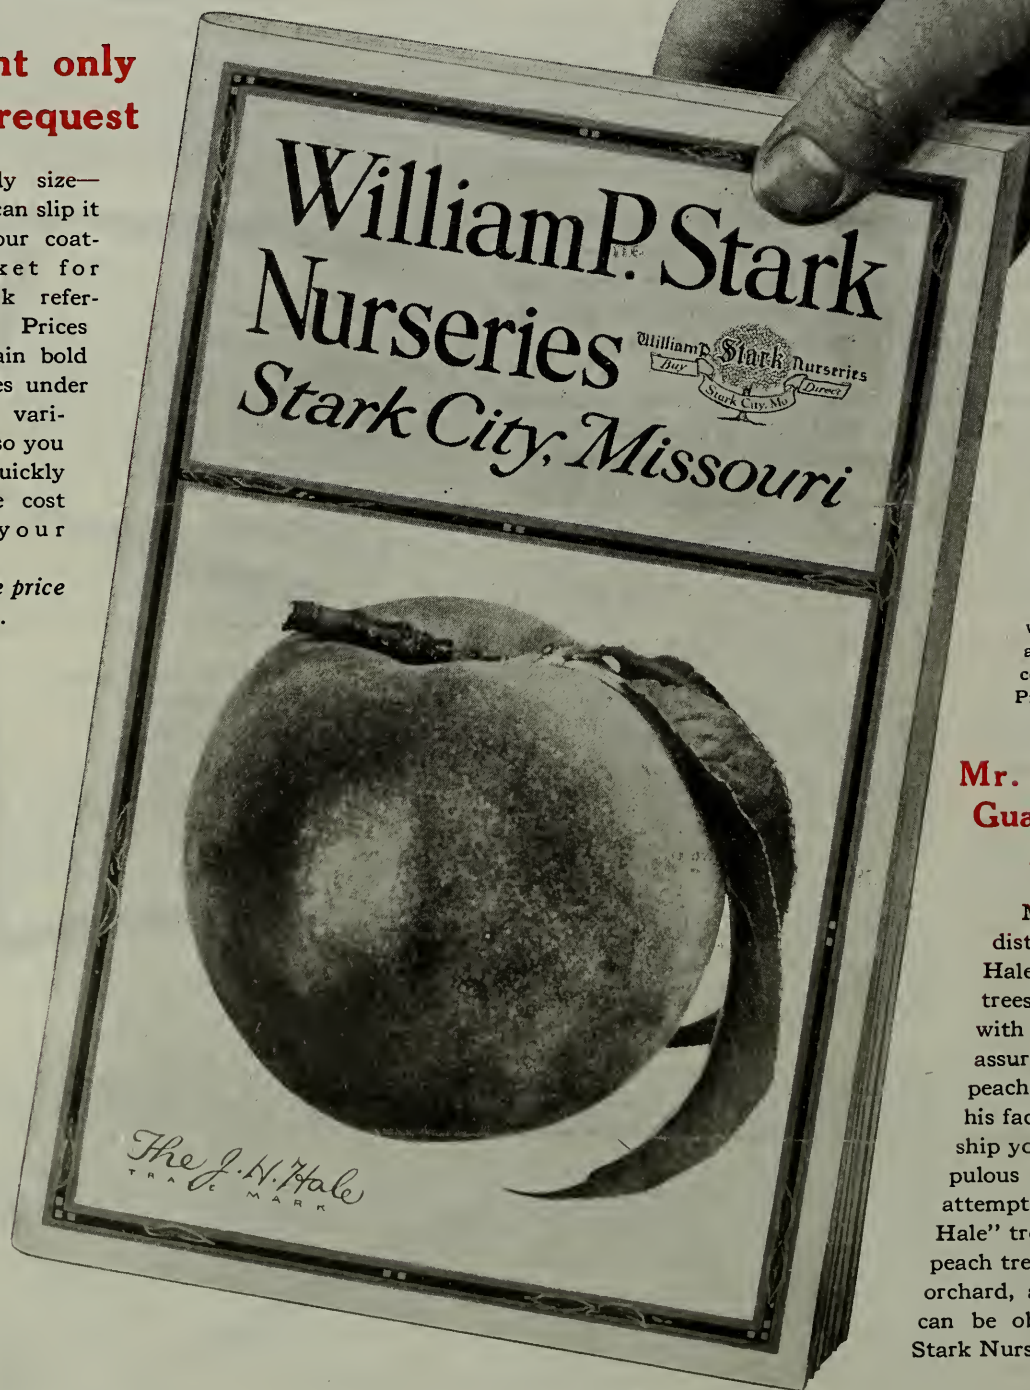 nt only
request
ly size—
can slip it
our coat-
ket for
k refer-
Prices
ain bold
es under
vari-
so you
uickly
e cost
your
e price
.
William P. Stark
Nurseries
Stark City, Missouri
William P. Stark Nurseries
Buy Direct
Stark City, Mo
The J. H. Hale
TRADE MARK
Mr.
Gua
dist
Hale
trees
with
assur
peach
his fac
ship yo
pulous
attempt
Hale" tr
peach tre
orchard, a
can be ob
Stark Nurs